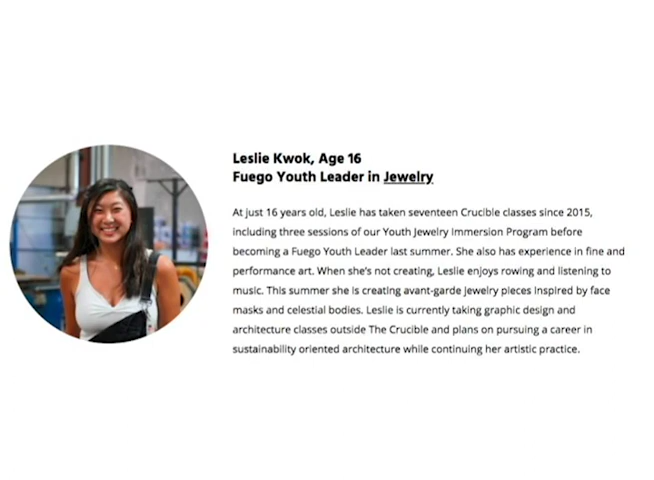 Leslie Kwok, Age 16
Fuego Youth Leader in Jewelry
At just 16 years old, Leslie has taken seventeen Crucible classes since 2015,
including three sessions of our Youth Jewelry Immersion Program before
becoming a Fuego Youth Leader last summer. She also has experience in fine and
performance art. When she's not creating, Leslie enjoys rowing and listening to
music. This summer she is creating avant-garde jewelry pieces inspired by face
masks and celestial bodies. Leslie is currently taking graphic design and
architecture classes outside The Crucible and plans on pursuing a career in
sustainability oriented architecture while continuing her artistic practice.